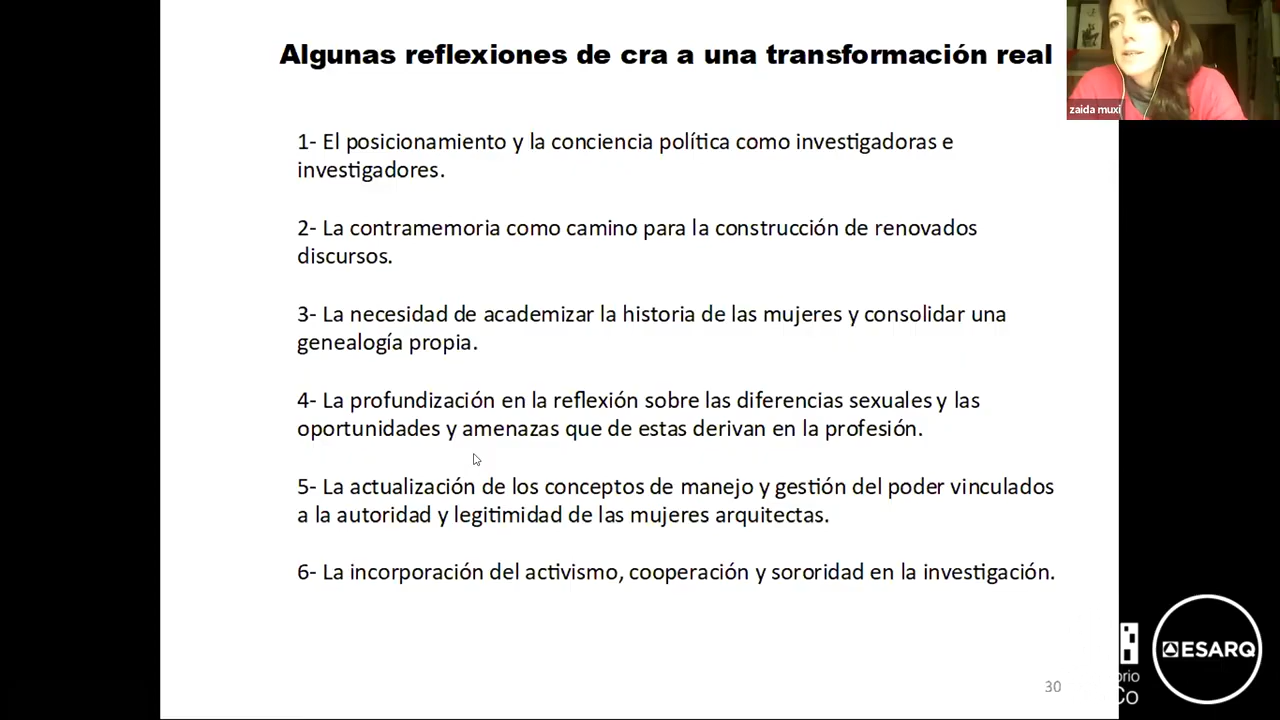 Algunas reflexiones de cra a una transformación real
zaida muxi
1- El posicionamiento y la conciencia política como investigadoras e
investigadores.
2- La contramemoria como camino para la construcción de renovados
discursos.
3- La necesidad de academizar la historia de las mujeres y consolidar una
genealogía propia.
4- La profundización en la reflexión sobre las diferencias sexuales y las
oportunidades y amenazas que de estas derivan en la profesión.
5- La actualización de los conceptos de manejo y gestión del poder vinculados
a la autoridad y legitimidad de las mujeres arquitectas.
6- La incorporación del activismo, cooperación y sororidad en la investigación.
ESARQ
30